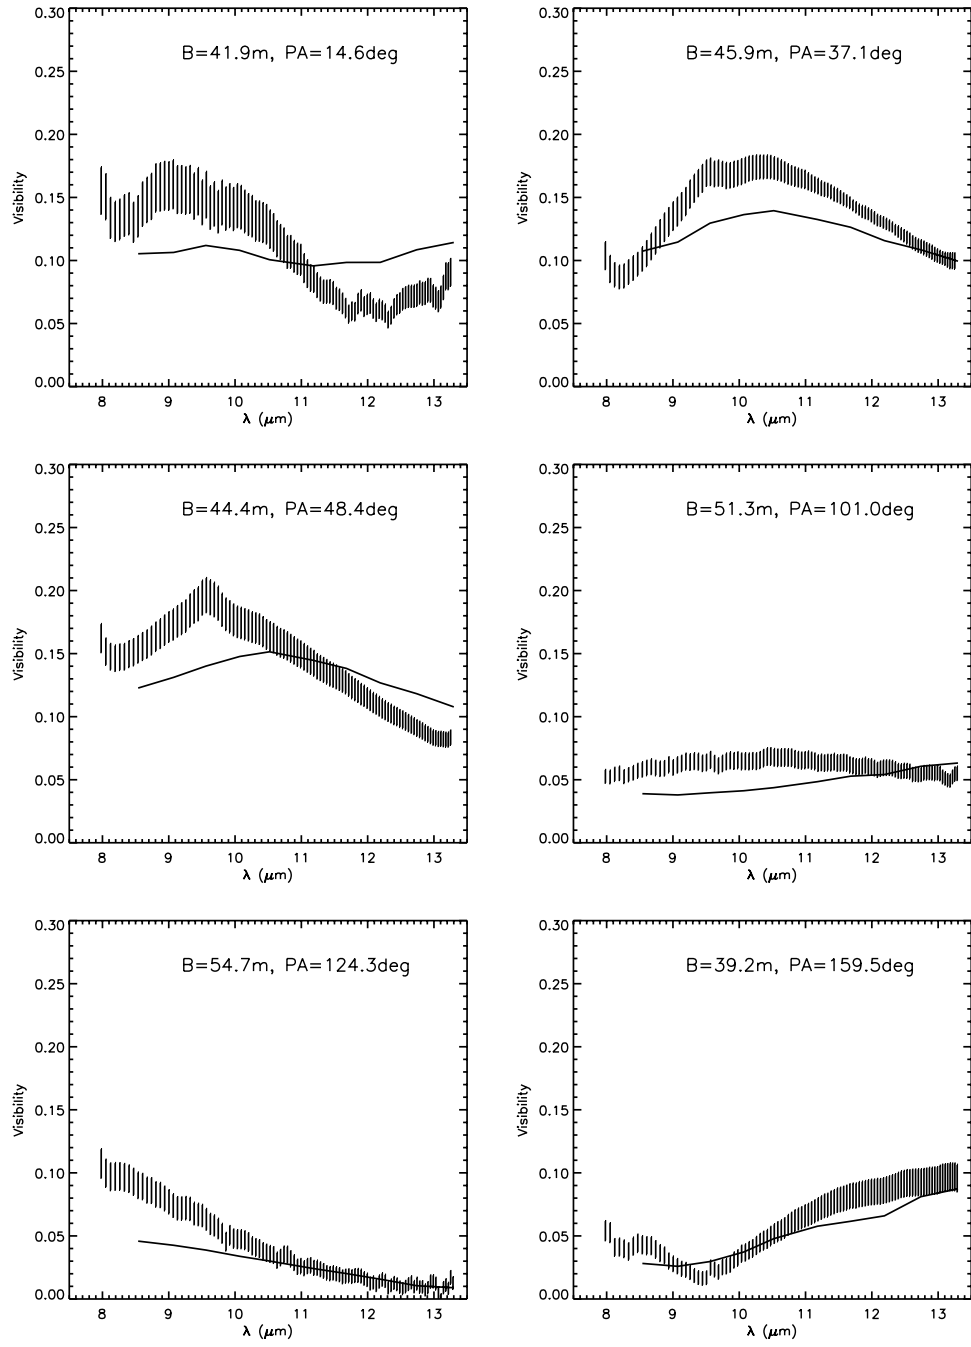 B=41.9m, PA=14.6deg
0.30
0.25
0.20
0.15
0.10
0.05
0.00
Visibility
8 9 10 11 12 13
λ (μm)
B=45.9m, PA=37.1deg
0.30
0.25
0.20
0.15
0.10
0.05
0.00
Visibility
8 9 10 11 12 13
λ (μm)
B=44.4m, PA=48.4deg
0.30
0.25
0.20
0.15
0.10
0.05
0.00
Visibility
8 9 10 11 12 13
λ (μm)
B=51.3m, PA=101.0deg
0.30
0.25
0.20
0.15
0.10
0.05
0.00
Visibility
8 9 10 11 12 13
λ (μm)
B=54.7m, PA=124.3deg
0.30
0.25
0.20
0.15
0.10
0.05
0.00
Visibility
8 9 10 11 12 13
λ (μm)
B=39.2m, PA=159.5deg
0.30
0.25
0.20
0.15
0.10
0.05
0.00
Visibility
8 9 10 11 12 13
λ (μm)